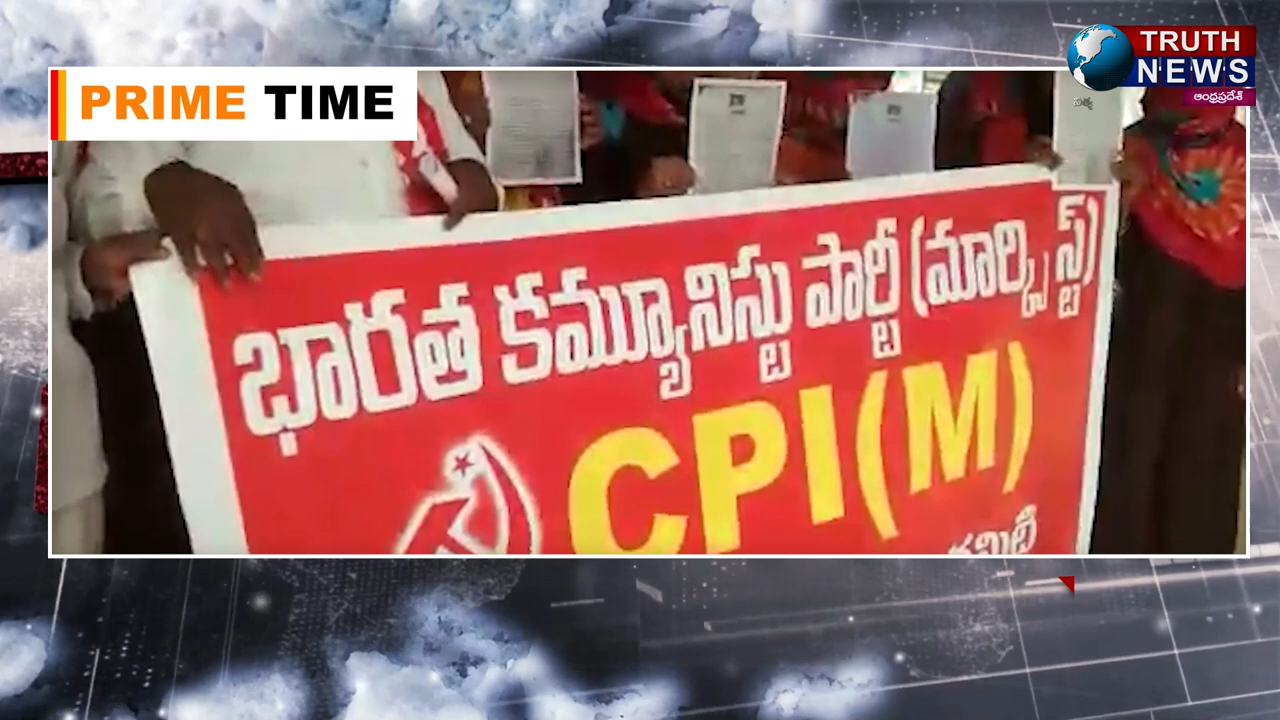 PRIME TIME
TRUTH
NEWS
ఆంధ్రప్రదేశ్
భారత కమ్యూనిస్టు పార్టీ (మార్క్సిస్ట్)
CPI(M)